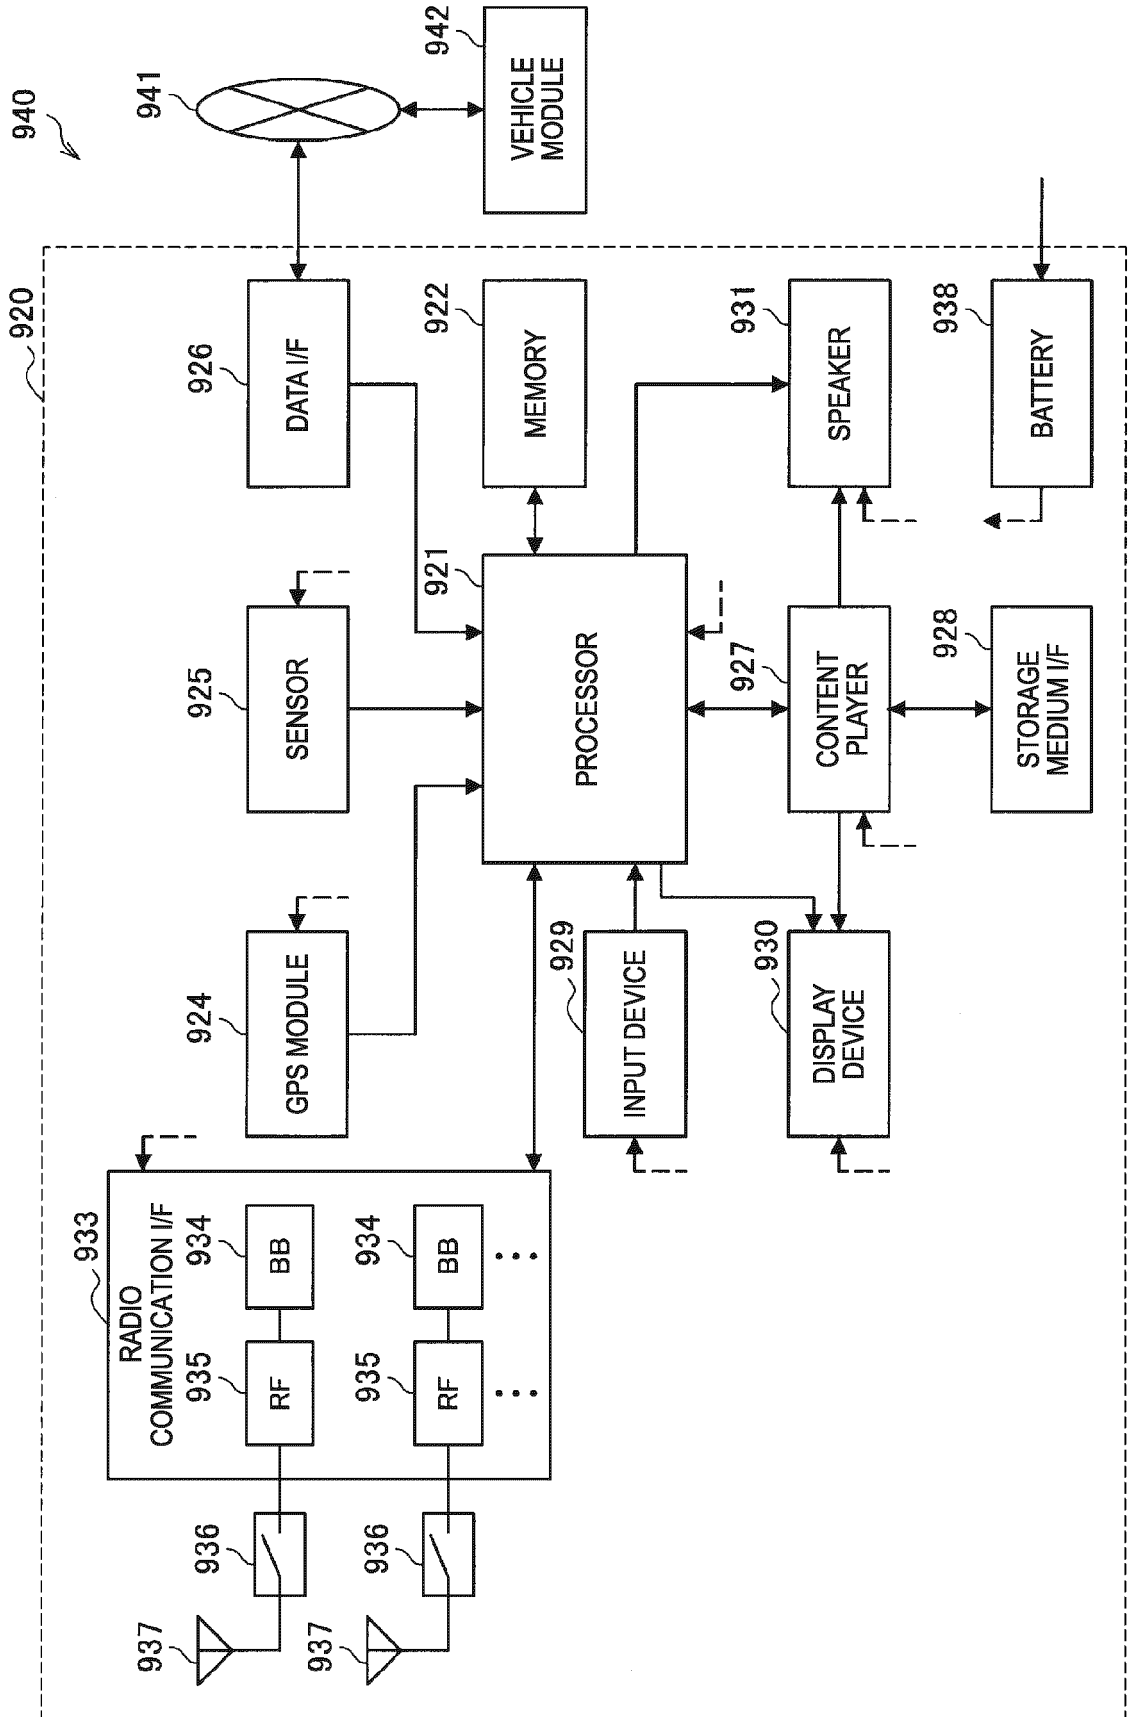 940
920
937
936
937
936
933
RADIO
COMMUNICATION I/F
935
RF
934
BB
935
RF
934
BB
924
GPS MODULE
925
SENSOR
926
DATA I/F
941
942
VEHICLE
MODULE
921
PROCESSOR
922
MEMORY
929
INPUT DEVICE
930
DISPLAY
DEVICE
927
CONTENT
PLAYER
931
SPEAKER
928
STORAGE
MEDIUM I/F
938
BATTERY